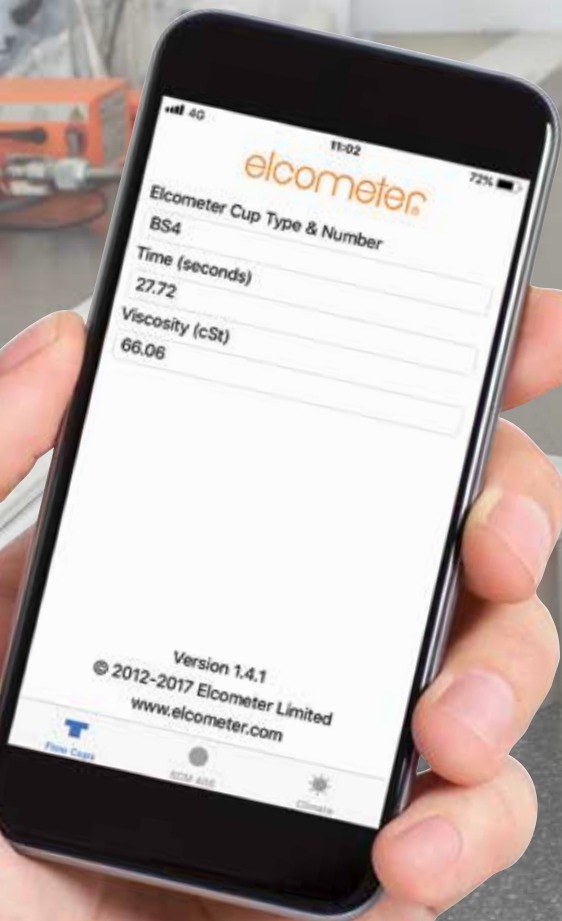 4G
11:02
72%
elcometer®
Elcometer Cup Type & Number
BS4
Time (seconds)
27.72
Viscosity (cSt)
66.06
Version 1.4.1
© 2012-2017 Elcometer Limited
www.elcometer.com
Flow Cups
Climate